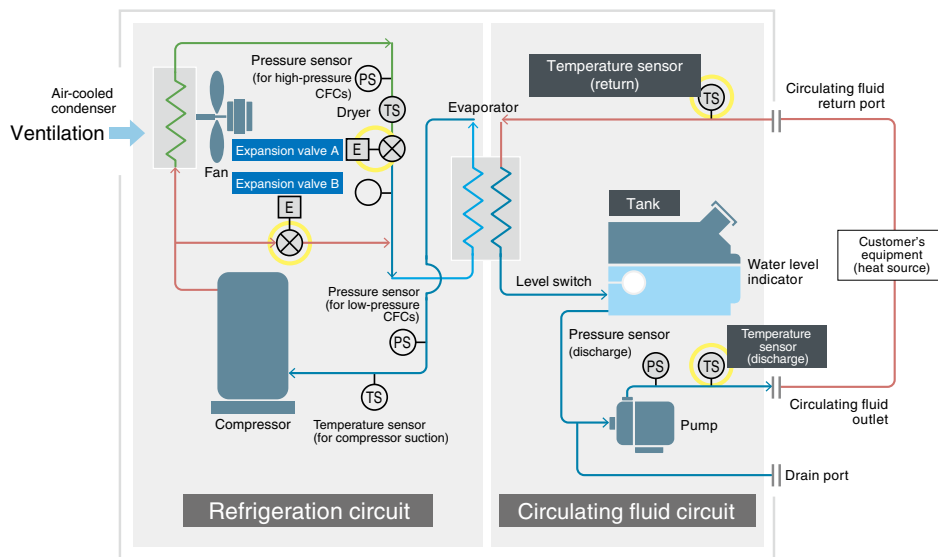 Air-cooled
condenser
Ventilation
Fan
Pressure sensor
(for high-pressure
CFCs)
PS
Dryer
TS
Expansion valve A
E
Expansion valve B
E
Evaporator
Temperature sensor
(return)
TS
Circulating fluid
return port
Tank
Customer's
equipment
(heat source)
Water level
indicator
Level switch
Pressure sensor
(for low-pressure
CFCs)
PS
Pressure sensor
(discharge)
PS
TS
Temperature
sensor
(discharge)
TS
Compressor
Temperature sensor
(for compressor suction)
Pump
Circulating fluid
outlet
Drain port
Refrigeration circuit
Circulating fluid circuit